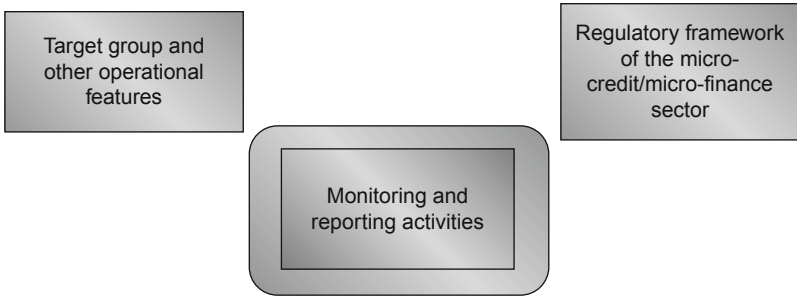 Target group and
other operational
features
Regulatory framework
of the micro-
credit/micro-finance
sector
Monitoring and
reporting activities